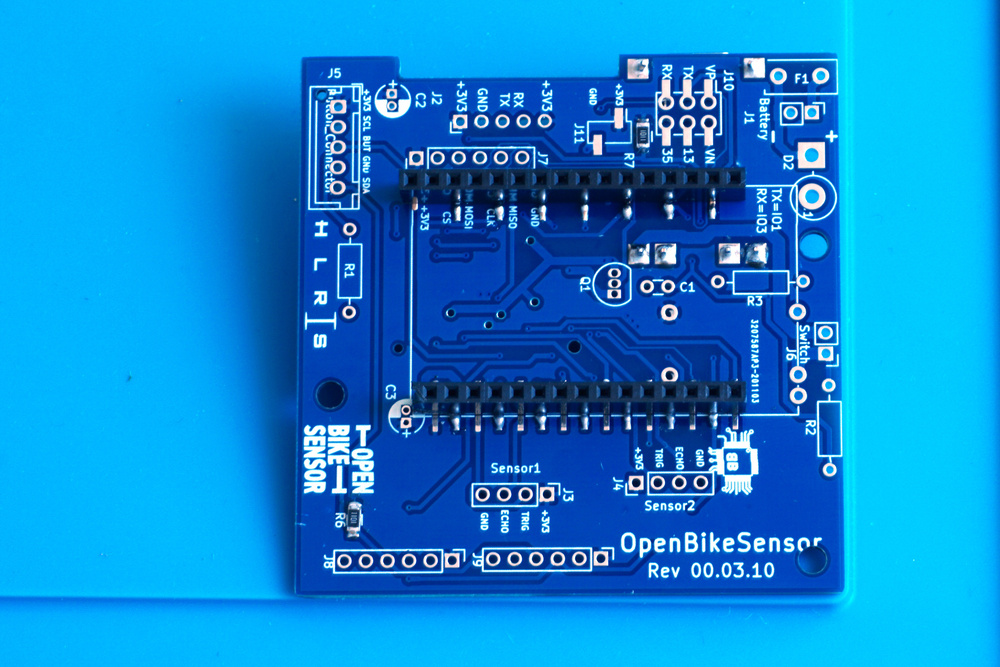 J5
+3V3 SCL BUT GND SDA
Connector
C2
J2
+3V3
GND
TX
RX
+3V3
GND
+3V3
J11
RX
TX
VP
J10
F1
Battery
J1
+
-
D2
R7
35
13
VN
J7
+3V3
CS
MOSI
CLK
MISO
GND
TX=IO1
RX=IO3
H L R S
R1
Q1
C1
R3
3207587AP3-201103
Switch
J6
R2
C3
+
OPEN
BIKE
SENSOR
R6
Sensor1
J3
GND
ECHO
TRIG
+3V3
J4
+3V3
TRIG
ECHO
GND
Sensor2
J8
J9
OpenBikeSensor
Rev 00.03.10